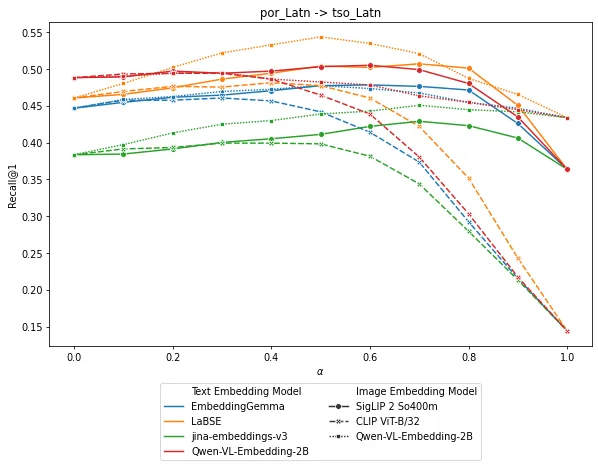 por_Latn -> tso_Latn
0.55
0.50
0.45
0.40
0.35
0.30
0.25
0.20
0.15
Recall@1
0.0 0.2 0.4 0.6 0.8 1.0
α
Text Embedding Model Image Embedding Model
EmbeddingGemma SigLIP 2 So400m
LaBSE CLIP ViT-B/32
jina-embeddings-v3 Qwen-VL-Embedding-2B
Qwen-VL-Embedding-2B